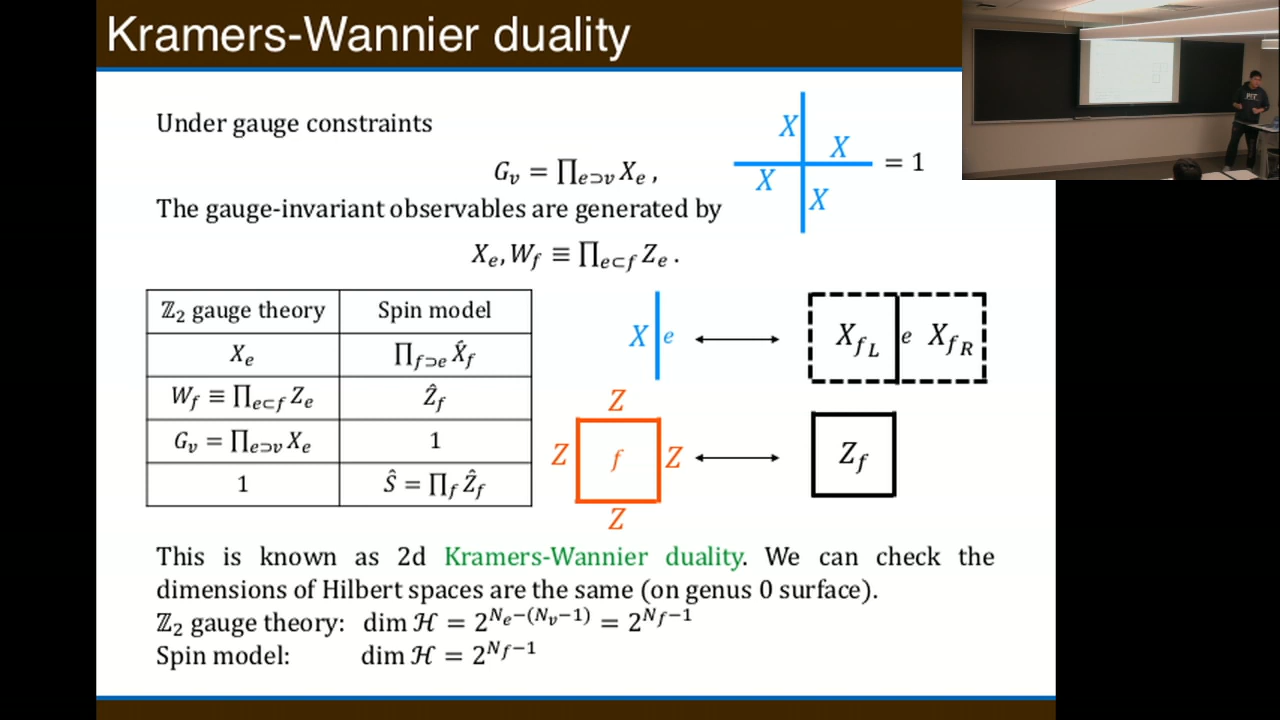 Kramers-Wannier duality
Under gauge constraints
G_v = ∏_{e⊃v} X_e ,
X
X
X
X
= 1
The gauge-invariant observables are generated by
X_e, W_f ≡ ∏_{e⊂f} Z_e .
ℤ₂ gauge theory Spin model
X_e ∏_{f⊃e} X̂_f
W_f ≡ ∏_{e⊂f} Z_e Ẑ_f
G_v = ∏_{e⊃v} X_e 1
1 Ŝ = ∏_f Ẑ_f
X e X_{f_L} e X_{f_R}
Z
Z f Z Z_f
Z
This is known as 2d Kramers-Wannier duality. We can check the
dimensions of Hilbert spaces are the same (on genus 0 surface).
ℤ₂ gauge theory: dim ℋ = 2^{N_e−(N_v−1)} = 2^{N_f−1}
Spin model: dim ℋ = 2^{N_f−1}